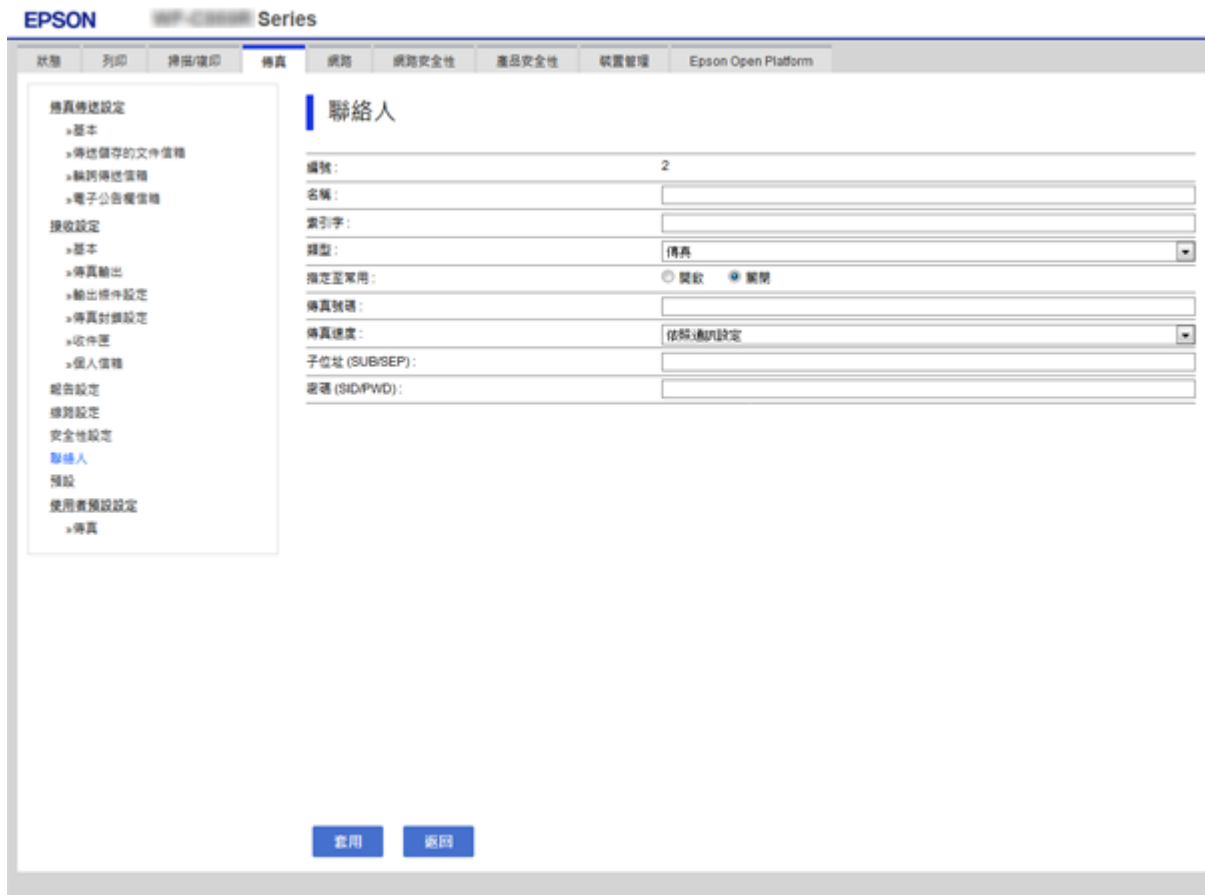 EPSON Series
狀態 列印 掃描/複印 傳真 網路 網路安全性 產品安全性 裝置管理 Epson Open Platform
傳真傳送設定
»基本
»傳送儲存的文件信箱
»輪詢傳送信箱
»電子公告欄信箱
接收設定
»基本
»傳真輸出
»輸出條件設定
»傳真封鎖設定
»收件匣
»個人信箱
報告設定
線路設定
安全性設定
聯絡人
預設
使用者預設設定
»傳真
聯絡人
編號 : 2
名稱 :
索引字 :
類型 : 傳真
指定至常用 : 開啟 關閉
傳真號碼 :
傳真速度 : 依照通訊設定
子位址 (SUB/SEP) :
密碼 (SID/PWD) :
套用 返回